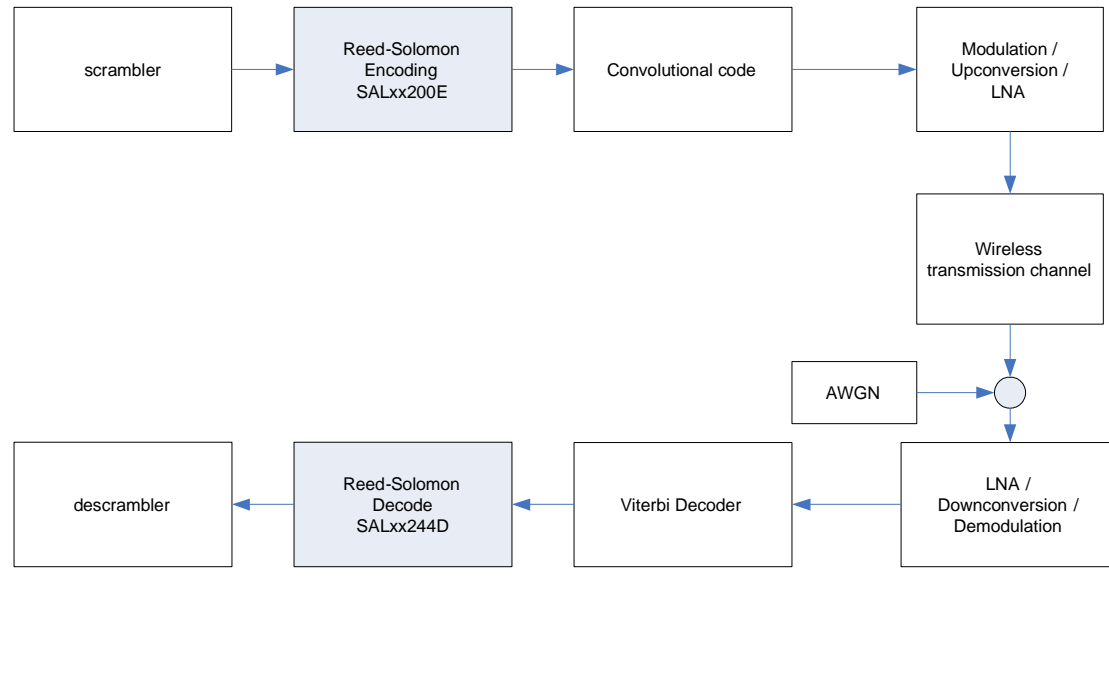 scrambler
Reed-Solomon
Encoding
SALxx200E
Convolutional code
Modulation /
Upconversion /
LNA
Wireless
transmission channel
AWGN
LNA /
Downconversion /
Demodulation
Viterbi Decoder
Reed-Solomon
Decode
SALxx244D
descrambler